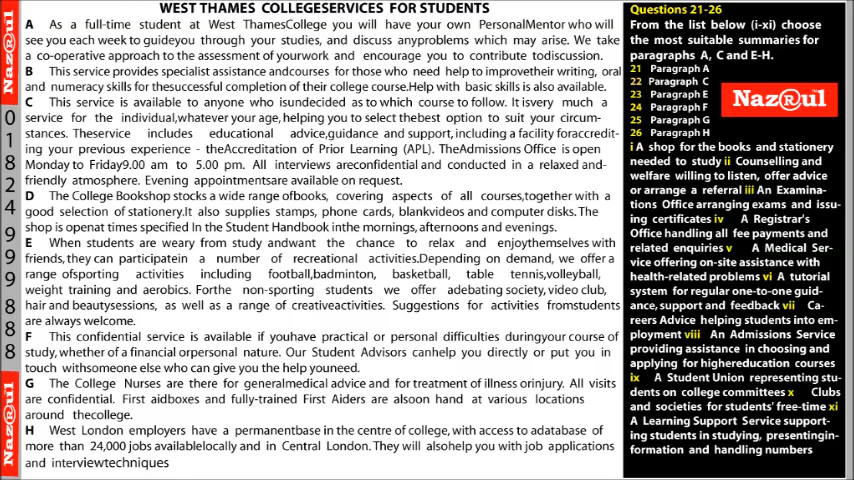 WEST THAMES COLLEGESERVICES FOR STUDENTS
A As a full-time student at West ThamesCollege you will have your own PersonalMentor who will
see you each week to guideyou through your studies, and discuss anyproblems which may arise. We take
a co-operative approach to the assessment of yourwork and encourage you to contribute todiscussion.
B This service provides specialist assistance andcourses for those who need help to improvetheir writing, oral
and numeracy skills for thesuccessful completion of their college course.Help with basic skills is also available.
C This service is available to anyone who isundecided as to which course to follow. It isvery much a
service for the individual,whatever your age, helping you to select thebest option to suit your circum-
stances. Theservice includes educational advice,guidance and support, including a facility foraccredit-
ing your previous experience - theAccreditation of Prior Learning (APL). TheAdmissions Office is open
Monday to Friday9.00 am to 5.00 pm. All interviews areconfidential and conducted in a relaxed and-
friendly atmosphere. Evening appointmentsare available on request.
D The College Bookshop stocks a wide range ofbooks, covering aspects of all courses,together with a
good selection of stationery.It also supplies stamps, phone cards, blankvideos and computer disks. The
shop is openat times specified In the Student Handbook inthe mornings, afternoons and evenings.
E When students are weary from study andwant the chance to relax and enjoythemselves with
friends, they can participatein a number of recreational activities.Depending on demand, we offer a
range ofsporting activities including football,badminton, basketball, table tennis,volleyball,
weight training and aerobics. Forthe non-sporting students we offer adebating society, video club,
hair and beautysessions, as well as a range of creativeactivities. Suggestions for activities fromstudents
are always welcome.
F This confidential service is available if youhave practical or personal difficulties duringyour course of
study, whether of a financial orpersonal nature. Our Student Advisors canhelp you directly or put you in
touch withsomeone else who can give you the help youneed.
G The College Nurses are there for generalmedical advice and for treatment of illness orinjury. All visits
are confidential. First aidboxes and fully-trained First Aiders are alsoon hand at various locations
around thecollege.
H West London employers have a permanentbase in the centre of college, with access to adatabase of
more than 24,000 jobs availablelocally and in Central London. They will alsohelp you with job applications
and interviewtechniques
Questions 21-26
From the list below (i-xi) choose
the most suitable summaries for
paragraphs A, C and E-H.
21 Paragraph A
22 Paragraph C
23 Paragraph E
24 Paragraph F
25 Paragraph G
26 Paragraph H
i A shop for the books and stationery
needed to study ii Counselling and
welfare willing to listen, offer advice
or arrange a referral iii An Examina-
tions Office arranging exams and issu-
ing certificates iv A Registrar's
Office handling all fee payments and
related enquiries v A Medical Ser-
vice offering on-site assistance with
health-related problems vi A tutorial
system for regular one-to-one guid-
ance, support and feedback vii Ca-
reers Advice helping students into em-
ployment viii An Admissions Service
providing assistance in choosing and
applying for highereducation courses
ix A Student Union representing stu-
dents on college committees x Clubs
and societies for students' free-time xi
A Learning Support Service support-
ing students in studying, presentingin-
formation and handling numbers
Naz®ul
Naz®ul
01824998888
Naz®ul